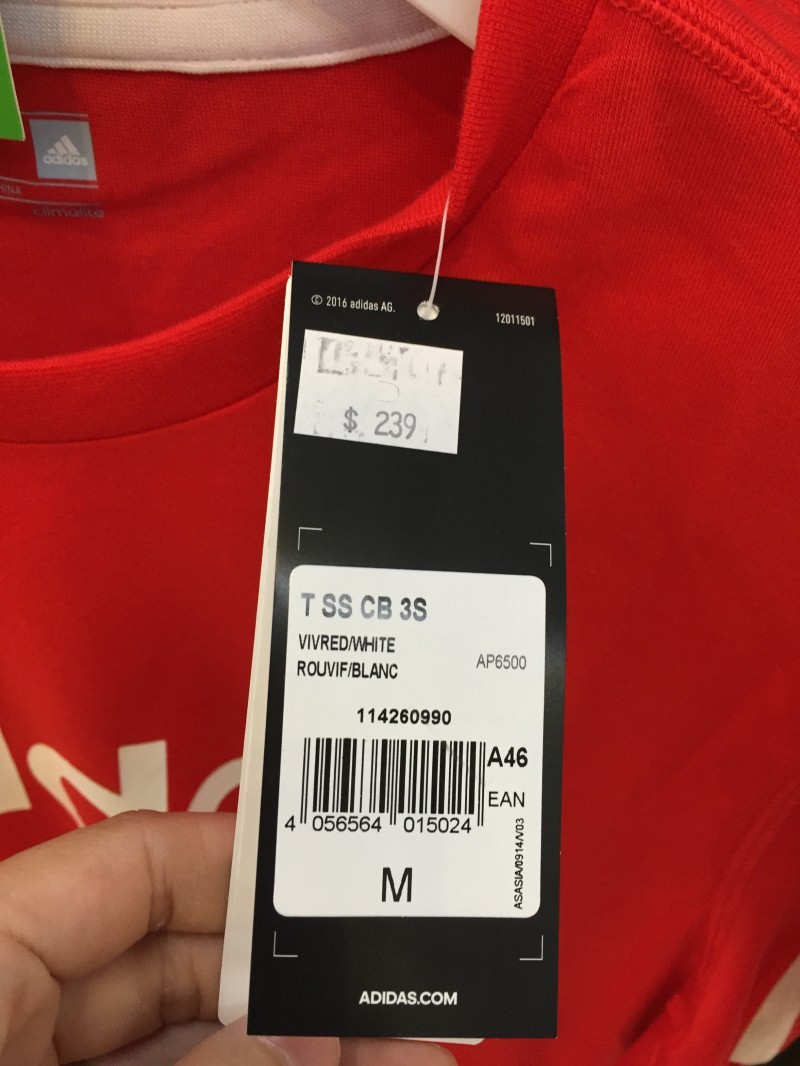 adidas
HINA
climalite
© 2016 adidas AG.
12011501
$ 239
T SS CB 3S
VIVRED/WHITE
ROUVIF/BLANC
AP6500
114260990
A46
EAN
4 056564 015024
ASASIA/0914/V03
M
ADIDAS.COM